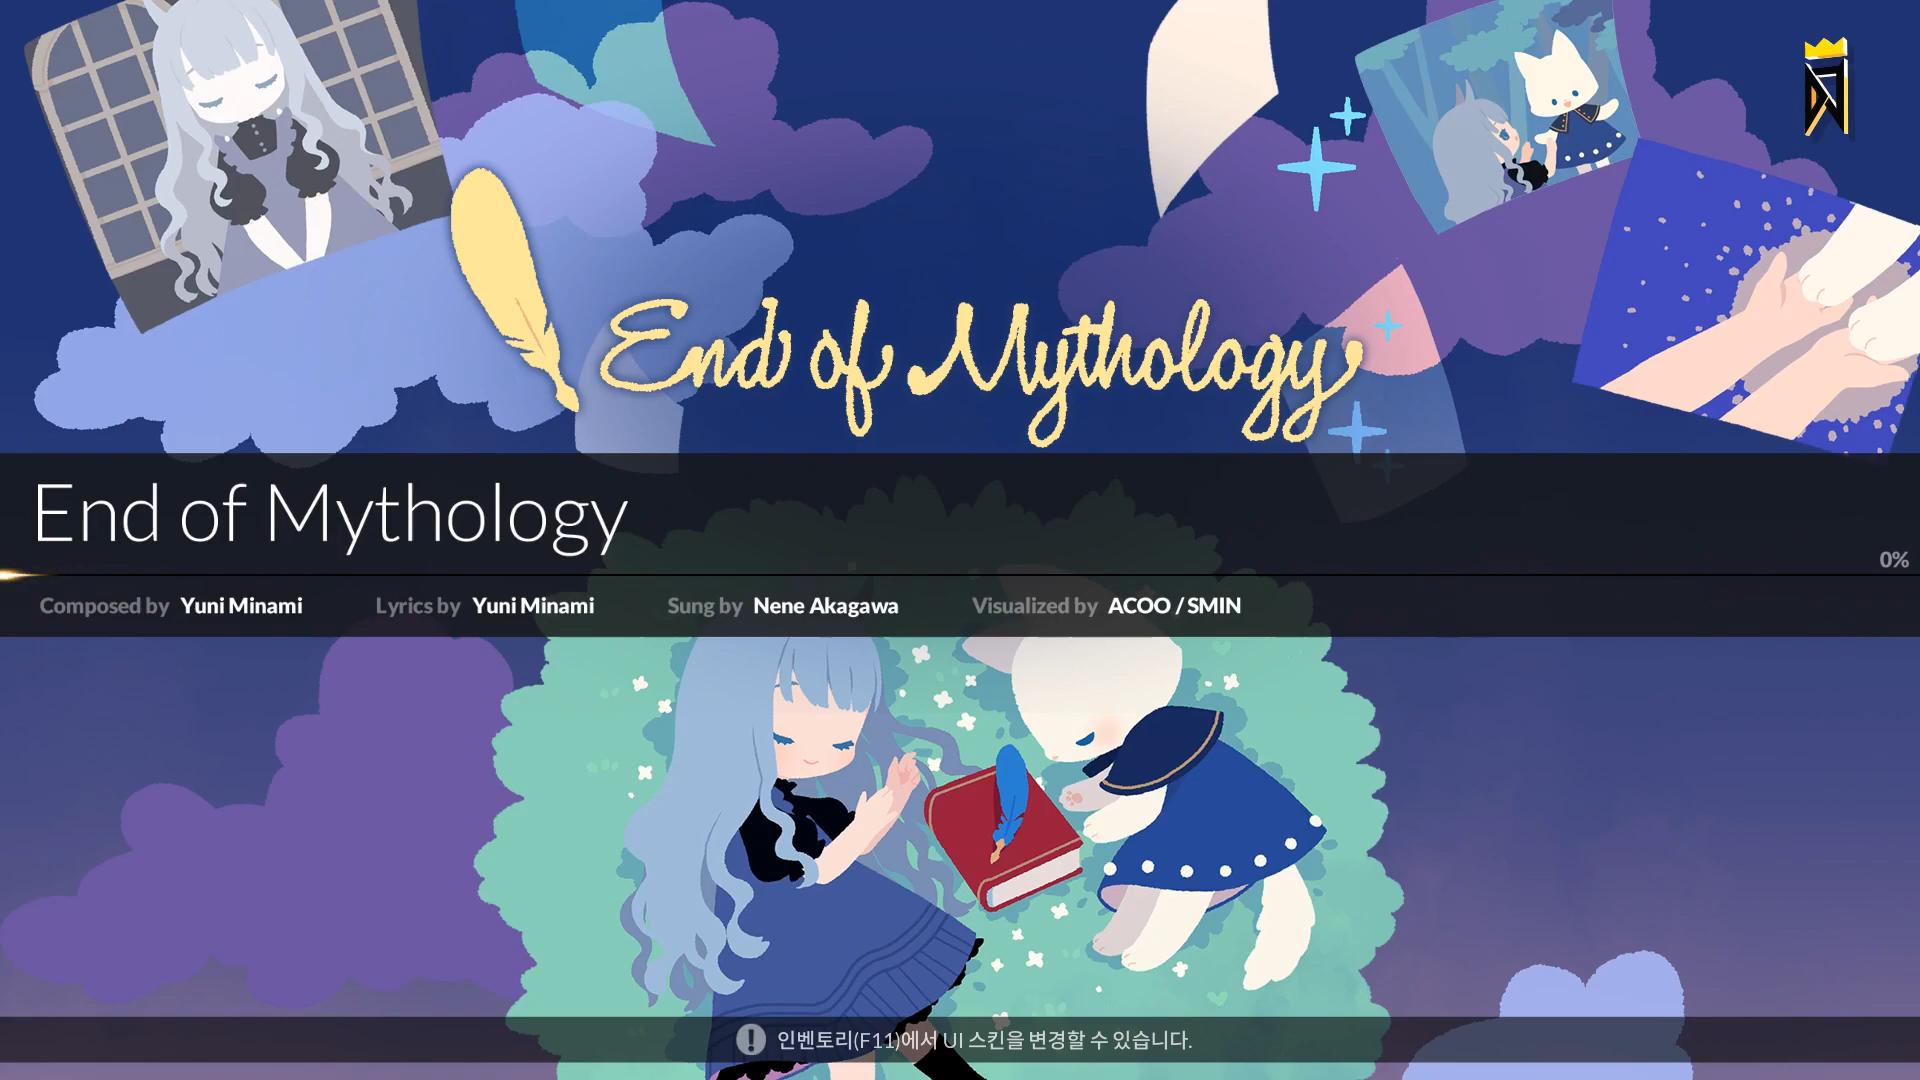 End of Mythology
End of Mythology
0%
Composed by Yuni Minami Lyrics by Yuni Minami Sung by Nene Akagawa Visualized by ACOO / SMIN
인벤토리(F11)에서 UI 스킨을 변경할 수 있습니다.